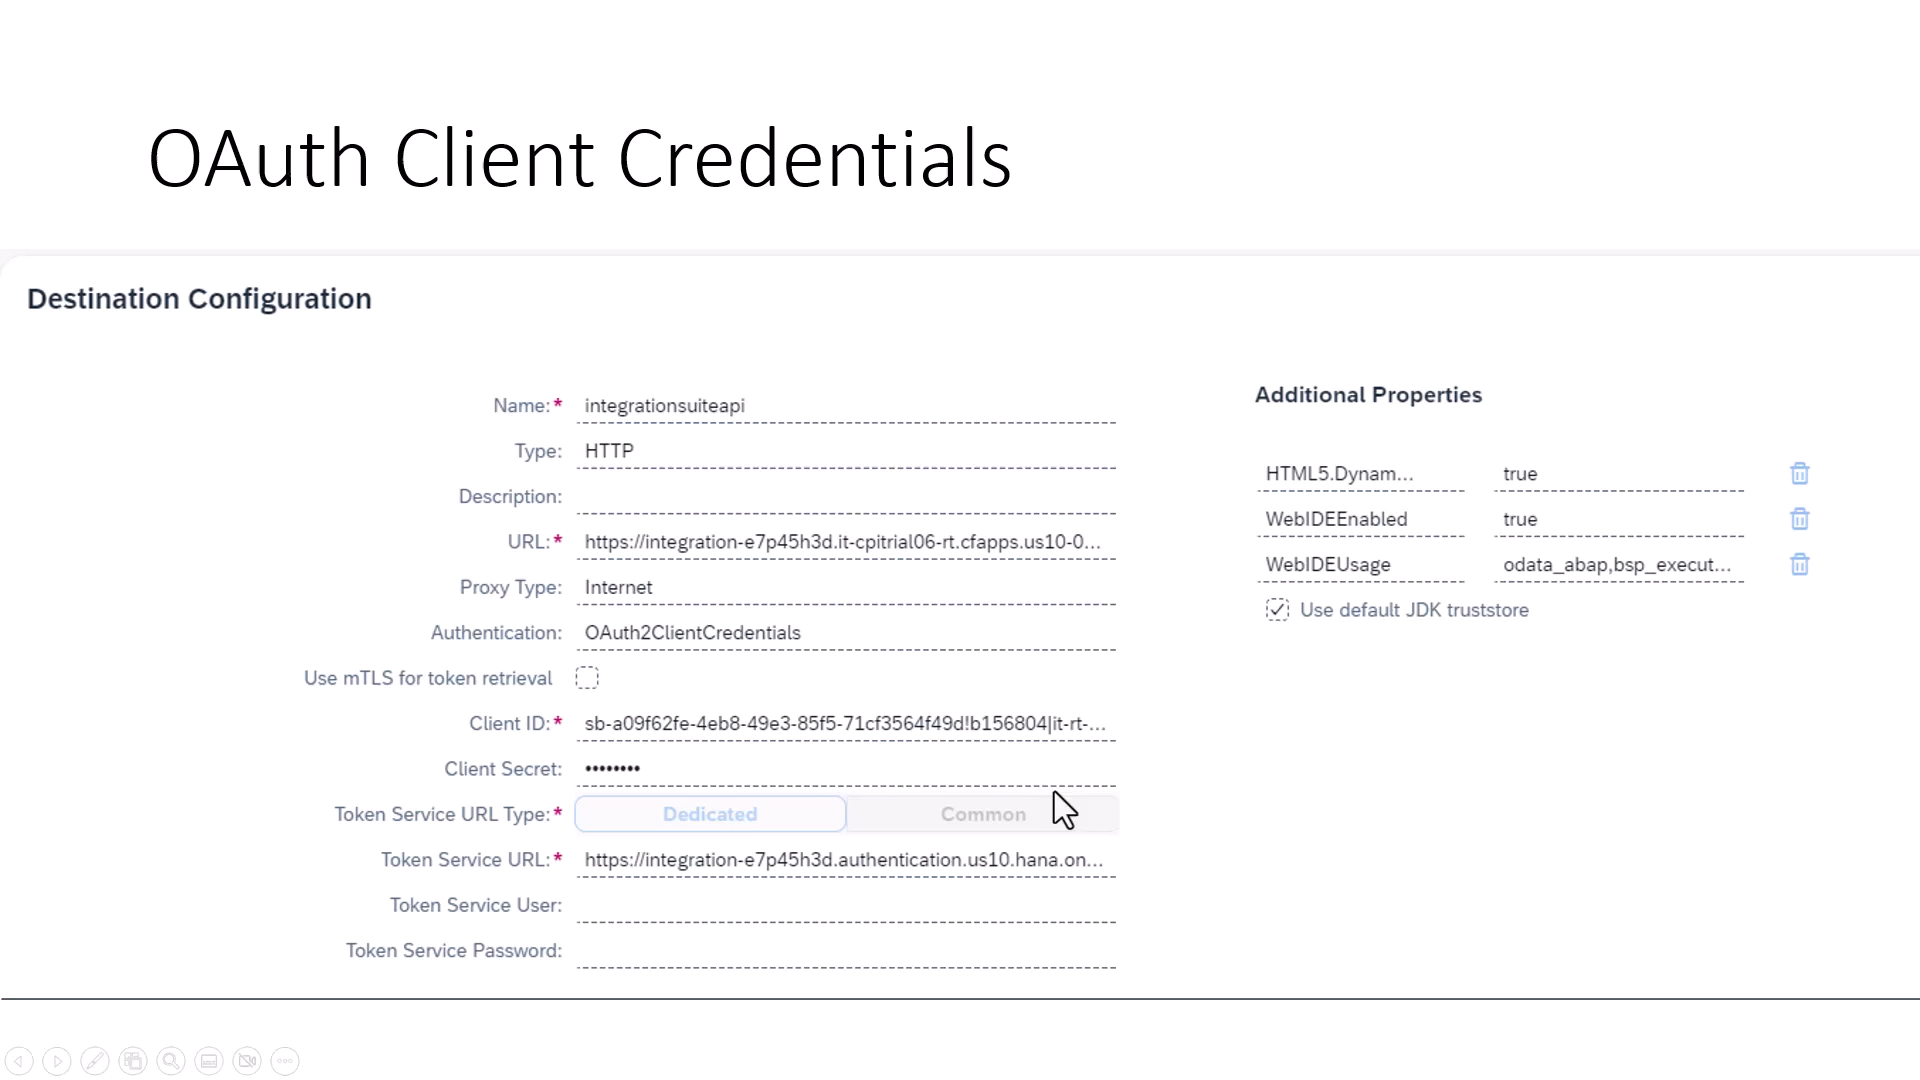 OAuth Client Credentials
Destination Configuration
Name:* integrationsuiteapi
Type: HTTP
Description:
URL:* https://integration-e7p45h3d.it-cpitrial06-rt.cfapps.us10-0...
Proxy Type: Internet
Authentication: OAuth2ClientCredentials
Use mTLS for token retrieval
Client ID:* sb-a09f62fe-4eb8-49e3-85f5-71cf3564f49d!b156804|it-rt-...
Client Secret: ••••••••
Token Service URL Type:* Dedicated Common
Token Service URL:* https://integration-e7p45h3d.authentication.us10.hana.on...
Token Service User:
Token Service Password:
Additional Properties
HTML5.Dynam... true
WebIDEEnabled true
WebIDEUsage odata_abap,bsp_execut...
Use default JDK truststore